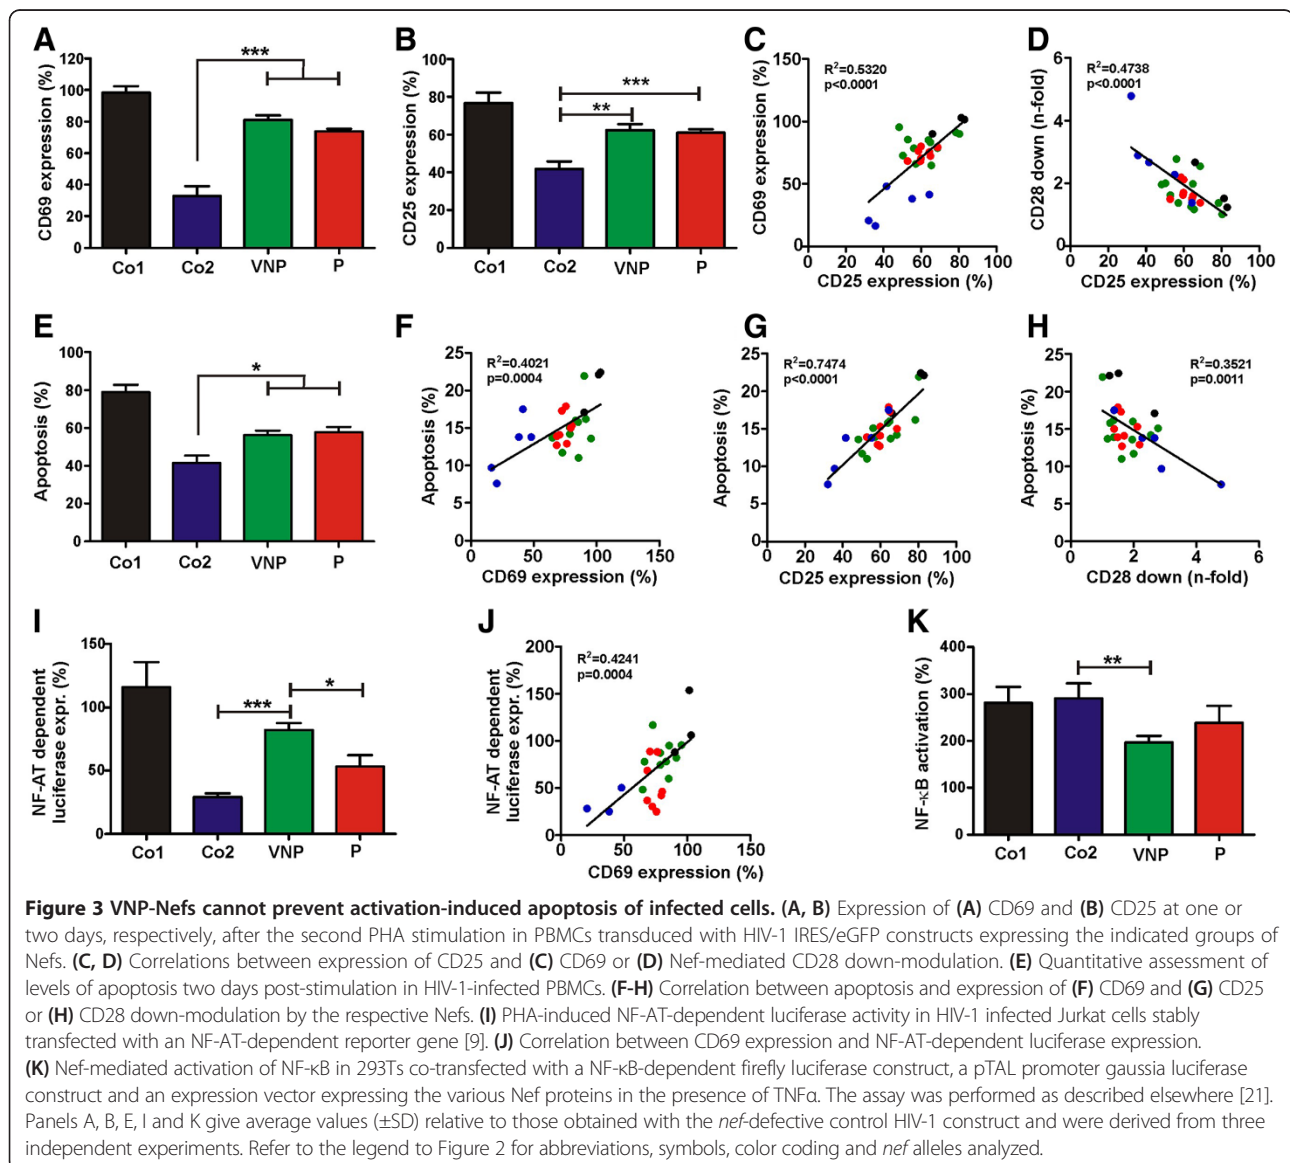 A
CD69 expression (%)
120
100
80
60
40
20
0
***
Co1 Co2 VNP P
B
CD25 expression (%)
80
60
40
20
0
***
**
Co1 Co2 VNP P
C
CD69 expression (%)
150
100
50
0
R²=0.5320
p<0.0001
0 20 40 60 80 100
CD25 expression (%)
D
CD28 down (n-fold)
6
4
2
0
R²=0.4738
p<0.0001
0 20 40 60 80 100
CD25 expression (%)
E
Apoptosis (%)
100
80
60
40
20
0
*
Co1 Co2 VNP P
F
Apoptosis (%)
25
20
15
10
5
0
R²=0.4021
p=0.0004
0 50 100 150
CD69 expression (%)
G
Apoptosis (%)
25
20
15
10
5
0
R²=0.7474
p<0.0001
0 20 40 60 80 100
CD25 expression (%)
H
Apoptosis (%)
25
20
15
10
5
0
R²=0.3521
p=0.0011
0 2 4 6
CD28 down (n-fold)
I
NF-AT dependent
luciferase expr. (%)
150
100
50
0
***
*
Co1 Co2 VNP P
J
NF-AT dependent
luciferase expr. (%)
200
150
100
50
0
R²=0.4241
p=0.0004
0 50 100 150
CD69 expression (%)
K
NF-κB activation (%)
400
300
200
100
0
**
Co1 Co2 VNP P
Figure 3 VNP-Nefs cannot prevent activation-induced apoptosis of infected cells. (A, B) Expression of (A) CD69 and (B) CD25 at one or
two days, respectively, after the second PHA stimulation in PBMCs transduced with HIV-1 IRES/eGFP constructs expressing the indicated groups of
Nefs. (C, D) Correlations between expression of CD25 and (C) CD69 or (D) Nef-mediated CD28 down-modulation. (E) Quantitative assessment of
levels of apoptosis two days post-stimulation in HIV-1-infected PBMCs. (F-H) Correlation between apoptosis and expression of (F) CD69 and (G) CD25
or (H) CD28 down-modulation by the respective Nefs. (I) PHA-induced NF-AT-dependent luciferase activity in HIV-1 infected Jurkat cells stably
transfected with an NF-AT-dependent reporter gene [9]. (J) Correlation between CD69 expression and NF-AT-dependent luciferase expression.
(K) Nef-mediated activation of NF-κB in 293Ts co-transfected with a NF-κB-dependent firefly luciferase construct, a pTAL promoter gaussia luciferase
construct and an expression vector expressing the various Nef proteins in the presence of TNFα. The assay was performed as described elsewhere [21].
Panels A, B, E, I and K give average values (±SD) relative to those obtained with the nef-defective control HIV-1 construct and were derived from three
independent experiments. Refer to the legend to Figure 2 for abbreviations, symbols, color coding and nef alleles analyzed.